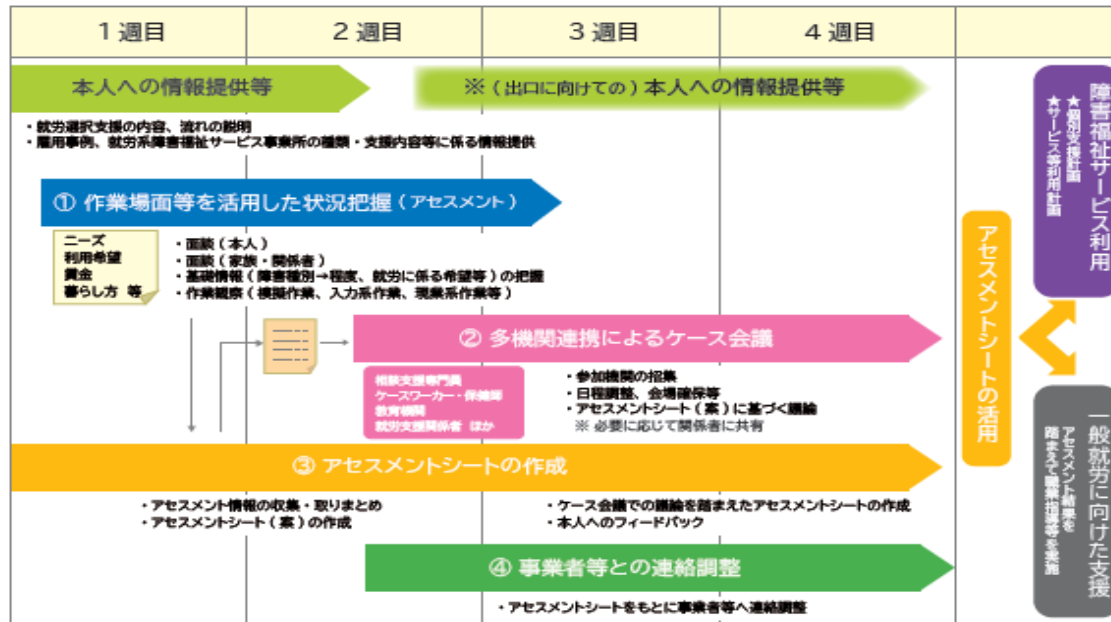 1週目
2週目
3週目
4週目
本人への情報提供等
※(出口に向けての)本人への情報提供等
・就労選択支援の内容、流れの説明
・雇用事例、就労系障害福祉サービス事業所の種類・支援内容等に係る情報提供
① 作業場面等を活用した状況把握(アセスメント)
ニーズ
利用希望
賃金
暮らし方 等
・面談(本人)
・面談(家族・関係者)
・基礎情報(障害種別→程度、就労に係る希望等)の把握
・作業観察(模擬作業、入力系作業、現業系作業等)
② 多機関連携によるケース会議
相談支援専門員
ケースワーカー・保健師
教育機関
就労支援関係者 ほか
・参加機関の招集
・日程調整、会場確保等
・アセスメントシート(案)に基づく議論
※ 必要に応じて関係者に共有
③ アセスメントシートの作成
・アセスメント情報の収集・取りまとめ
・アセスメントシート(案)の作成
・ケース会議での議論を踏まえたアセスメントシートの作成
・本人へのフィードバック
④ 事業者等との連絡調整
・アセスメントシートをもとに事業者等へ連絡調整
アセスメントシートの活用
障害福祉サービス利用
★個別支援計画
★サービス等利用計画
一般就労に向けた支援
アセスメント結果を
踏まえて職業指導等を実施